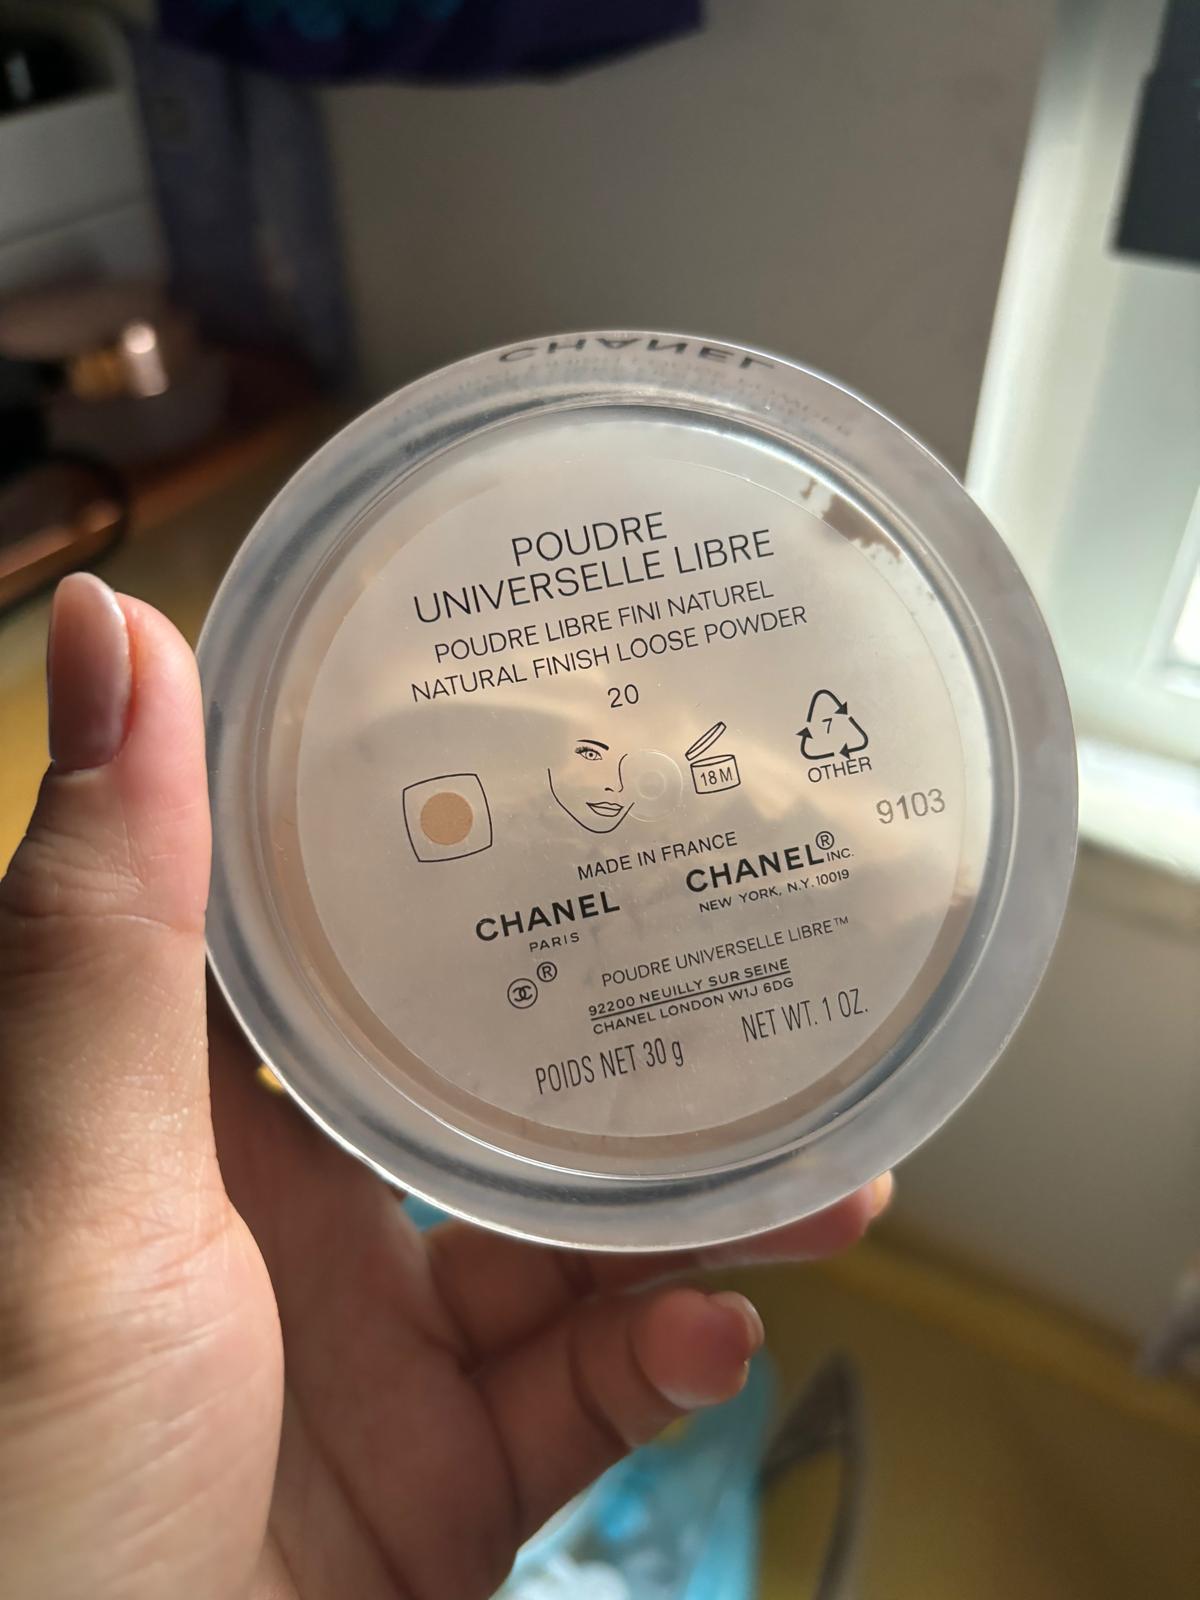 CHANEL
POUDRE
UNIVERSELLE LIBRE
POUDRE LIBRE FINI NATUREL
NATURAL FINISH LOOSE POWDER
20
18 M
7
OTHER
9103
MADE IN FRANCE
CHANEL
PARIS
CHANEL® INC.
NEW YORK, N.Y. 10019
®
POUDRE UNIVERSELLE LIBRE™
92200 NEUILLY SUR SEINE
CHANEL LONDON W1J 6DG
POIDS NET 30 g
NET WT. 1 OZ.